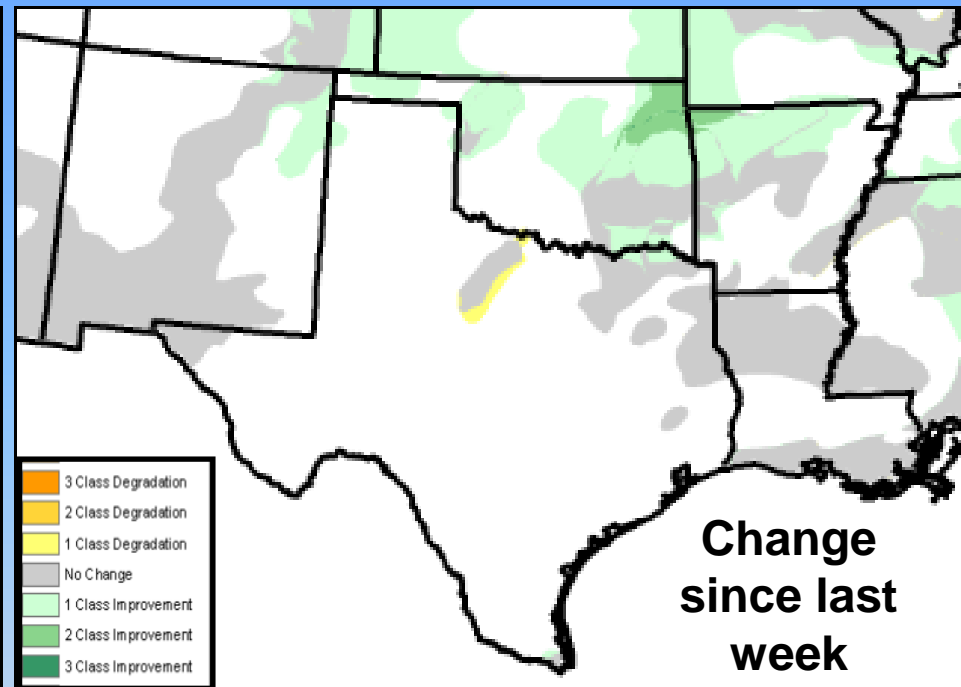 3 Class Degradation
2 Class Degradation
1 Class Degradation
No Change
1 Class Improvement
2 Class Improvement
3 Class Improvement
Change
since last
week